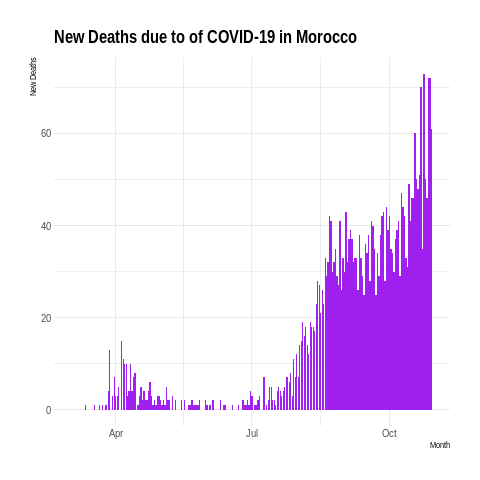 New Deaths due to of COVID-19 in Morocco
New Deaths
60
40
20
0
Apr
Jul
Oct
Month